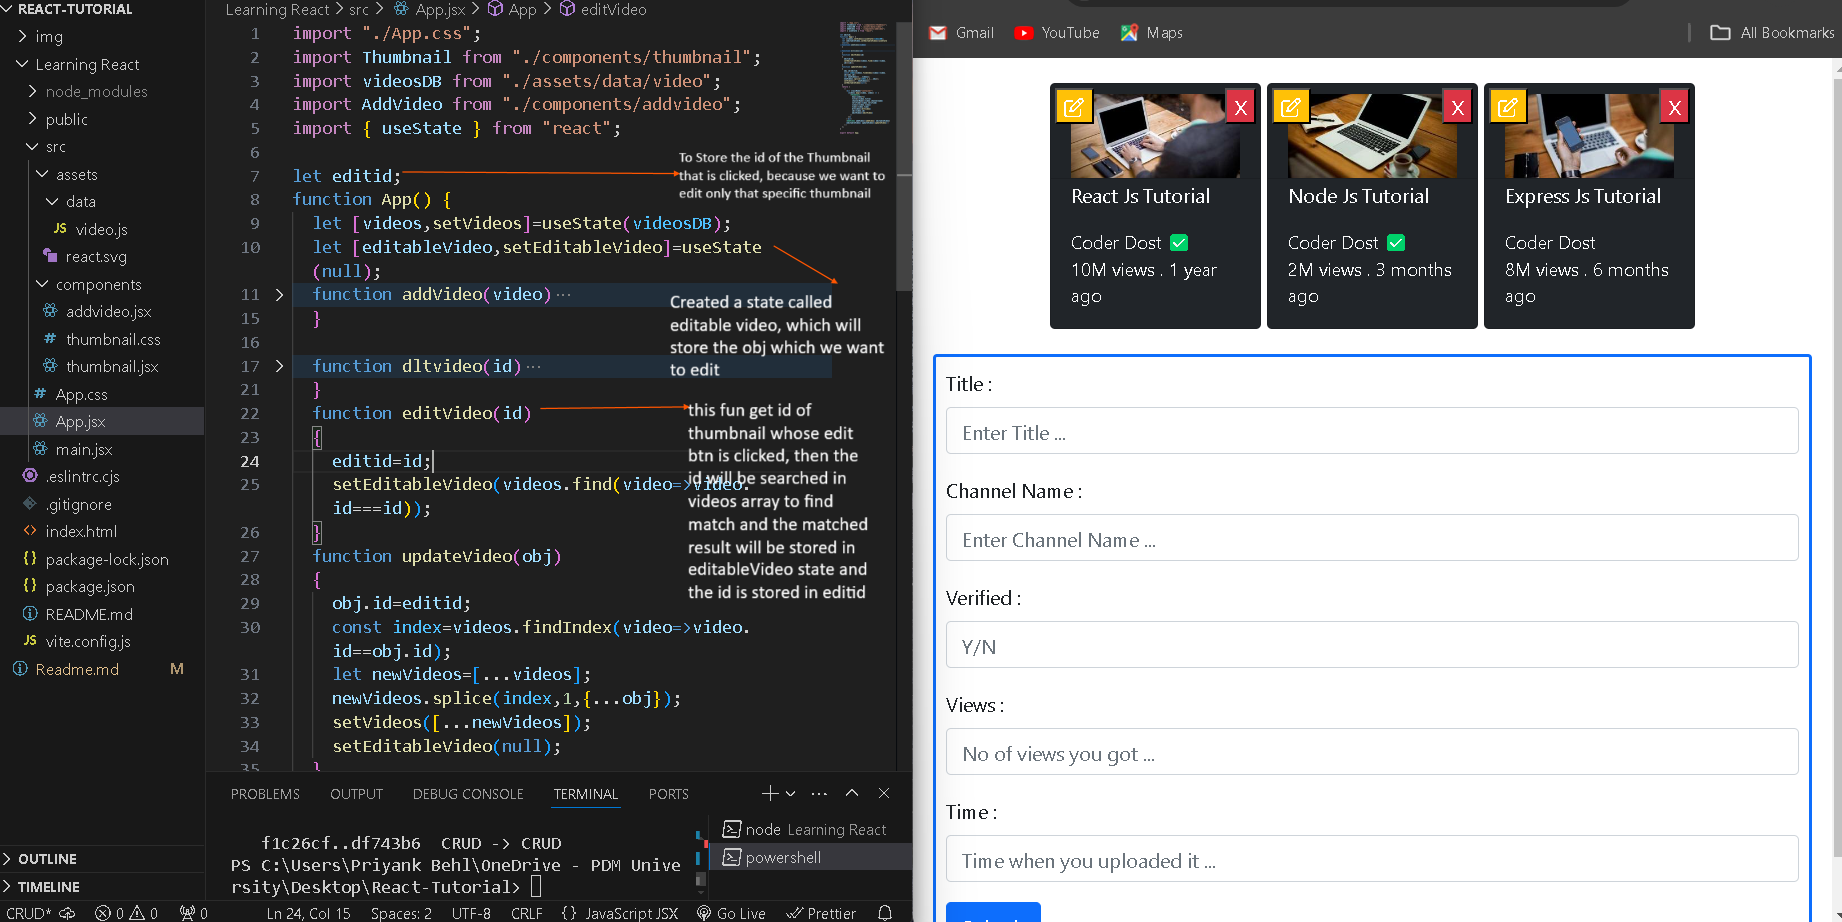 REACT-TUTORIAL
img
Learning React
node_modules
public
src
assets
data
JS video.js
react.svg
components
addvideo.jsx
# thumbnail.css
thumbnail.jsx
# App.css
App.jsx
main.jsx
.eslintrc.cjs
.gitignore
<> index.html
{} package-lock.json
{} package.json
README.md
JS vite.config.js
Readme.md M
OUTLINE
TIMELINE
Learning React > src > App.jsx > App > editVideo
1 import "./App.css";
2 import Thumbnail from "./components/thumbnail";
3 import videosDB from "./assets/data/video";
4 import AddVideo from "./components/addvideo";
5 import { useState } from "react";
6
7 let editid;
8 function App() {
9 let [videos,setVideos]=useState(videosDB);
10 let [editableVideo,setEditableVideo]=useState
(null);
11 function addVideo(video)···
15 }
16
17 function dltvideo(id)···
21 }
22 function editVideo(id)
23 {
24 editid=id;
25 setEditableVideo(videos.find(video=>video.
id===id));
26 }
27 function updateVideo(obj)
28 {
29 obj.id=editid;
30 const index=videos.findIndex(video=>video.
id==obj.id);
31 let newVideos=[...videos];
32 newVideos.splice(index,1,{...obj});
33 setVideos([...newVideos]);
34 setEditableVideo(null);
35 }
To Store the id of the Thumbnail
that is clicked, because we want to
edit only that specific thumbnail
Created a state called
editable video, which will
store the obj which we want
to edit
this fun get id of
thumbnail whose edit
btn is clicked, then the
id will be searched in
videos array to find
match and the matched
result will be stored in
editableVideo state and
the id is stored in editid
PROBLEMS OUTPUT DEBUG CONSOLE TERMINAL PORTS
f1c26cf..df743b6 CRUD -> CRUD
PS C:\Users\Priyank Behl\OneDrive - PDM Unive
rsity\Desktop\React-Tutorial>
node Learning React
powershell
CRUD* 0 0 0 Ln 24, Col 15 Spaces: 2 UTF-8 CRLF {} JavaScript JSX Go Live Prettier
Gmail YouTube Maps All Bookmarks
X X X
React Js Tutorial
Coder Dost ✅
10M views . 1 year
ago
Node Js Tutorial
Coder Dost ✅
2M views . 3 months
ago
Express Js Tutorial
Coder Dost
8M views . 6 months
ago
Title :
Enter Title ...
Channel Name :
Enter Channel Name ...
Verified :
Y/N
Views :
No of views you got ...
Time :
Time when you uploaded it ...